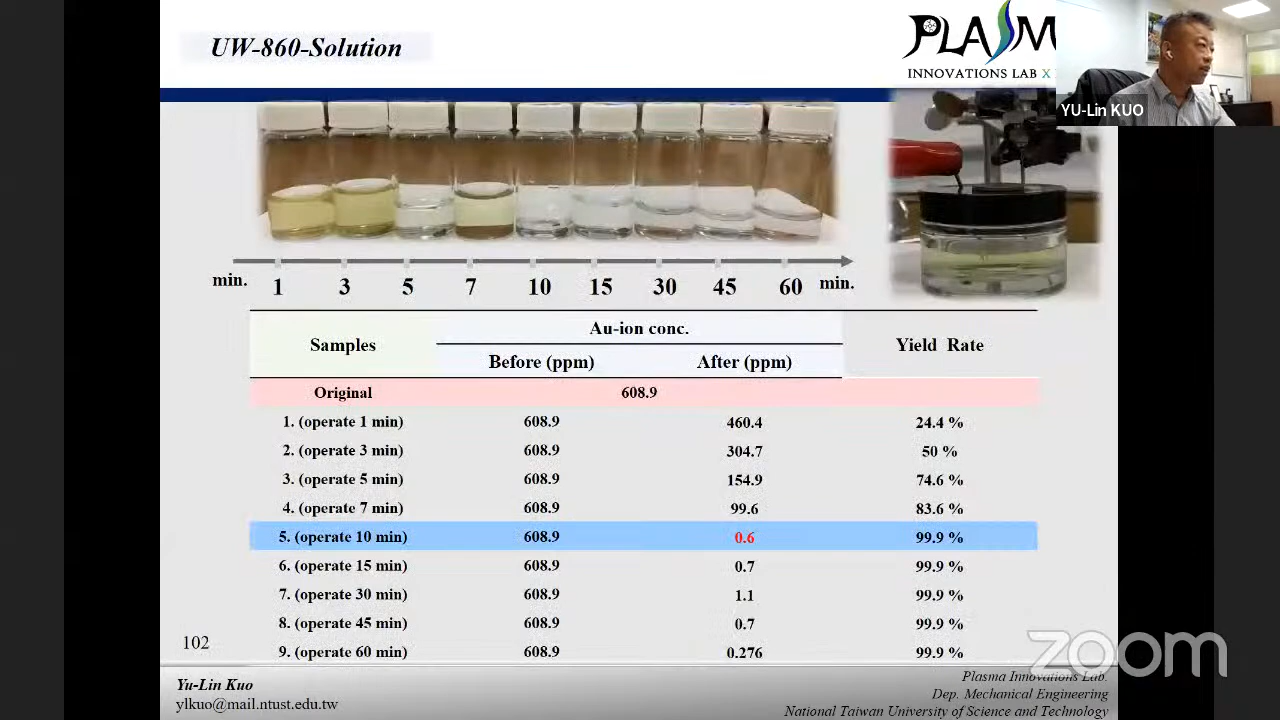 UW-860-Solution
PLASM
INNOVATIONS LAB X
YU-Lin KUO
min. 1 3 5 7 10 15 30 45 60 min.
Samples Au-ion conc. Yield Rate
Before (ppm) After (ppm)
Original 608.9
1. (operate 1 min) 608.9 460.4 24.4 %
2. (operate 3 min) 608.9 304.7 50 %
3. (operate 5 min) 608.9 154.9 74.6 %
4. (operate 7 min) 608.9 99.6 83.6 %
5. (operate 10 min) 608.9 0.6 99.9 %
6. (operate 15 min) 608.9 0.7 99.9 %
7. (operate 30 min) 608.9 1.1 99.9 %
8. (operate 45 min) 608.9 0.7 99.9 %
9. (operate 60 min) 608.9 0.276 99.9 %
102
zoom
Yu-Lin Kuo
ylkuo@mail.ntust.edu.tw
Plasma Innovations Lab.
Dep. Mechanical Engineering
National Taiwan University of Science and Technology